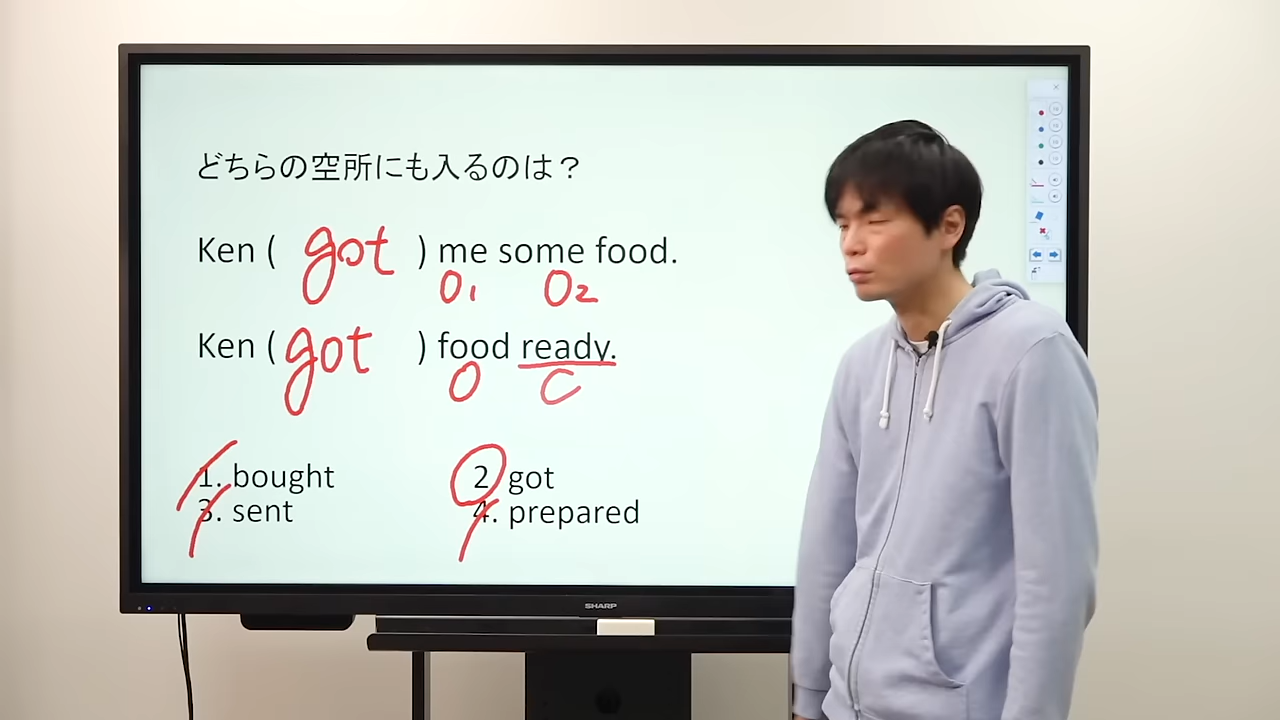 どちらの空所にも入るのは？
Ken ( got ) me some food.
O1 O2
Ken ( got ) food ready.
O C
1. bought 2 got
3. sent 4. prepared
SHARP